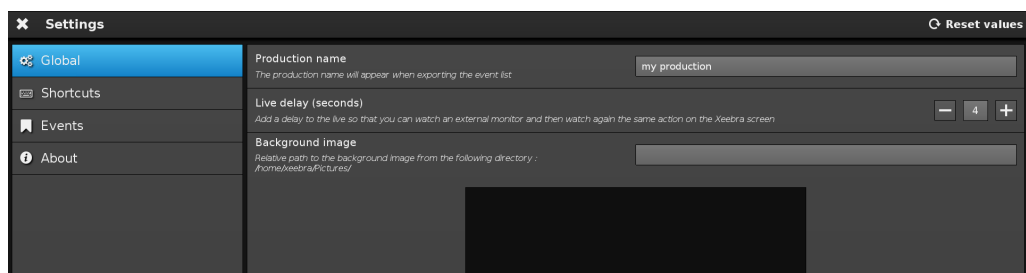 Settings
Reset values
Global
Shortcuts
Events
About
Production name
The production name will appear when exporting the event list
my production
Live delay (seconds)
Add a delay to the live so that you can watch an external monitor and then watch again the same action on the Xeebra screen
4
Background image
Relative path to the background image from the following directory :
/home/xeebra/Pictures/